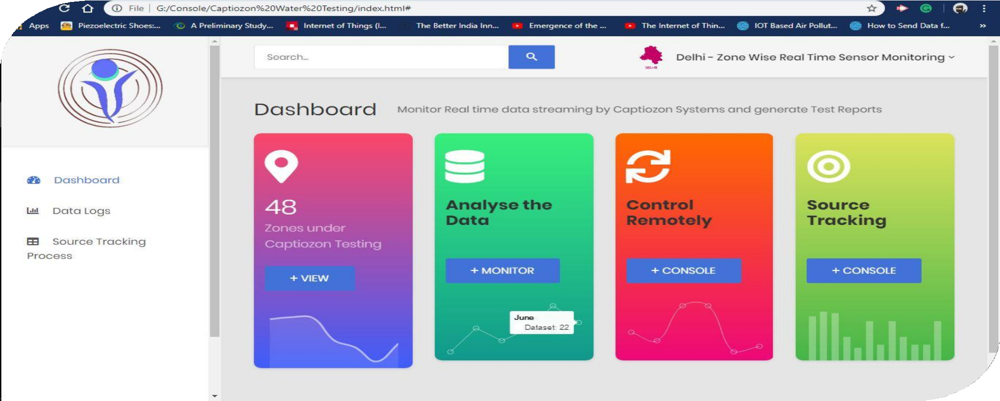 File | G:/Console/Captiozon%20Water%20Testing/index.html#
Apps Piezoelectric Shoes:... A Preliminary Study... Internet of Things (I... The Better India Inn... Emergence of the ... The Internet of Thin... IOT Based Air Pollut... How to Send Data f... »
Search...
DELHI
Delhi - Zone Wise Real Time Sensor Monitoring
Dashboard Monitor Real time data streaming by Captiozon Systems and generate Test Reports
Dashboard
Data Logs
Source Tracking
Process
48
Zones under
Captiozon Testing
+ VIEW
Analyse the
Data
+ MONITOR
June
Dataset: 22
Control
Remotely
+ CONSOLE
Source
Tracking
+ CONSOLE